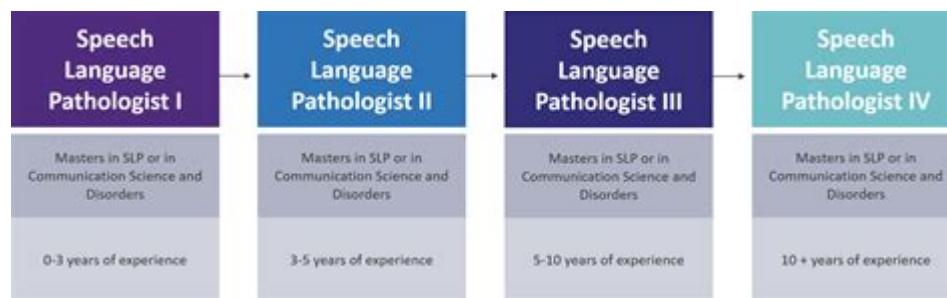 Speech
Language
Pathologist I
Speech
Language
Pathologist II
Speech
Language
Pathologist III
Speech
Language
Pathologist IV
Masters in SLP or in
Communication Science and
Disorders
Masters in SLP or in
Communication Science and
Disorders
Masters in SLP or in
Communication Science and
Disorders
Masters in SLP or in
Communication Science and
Disorders
0-3 years of experience
3-5 years of experience
5-10 years of experience
10 + years of experience